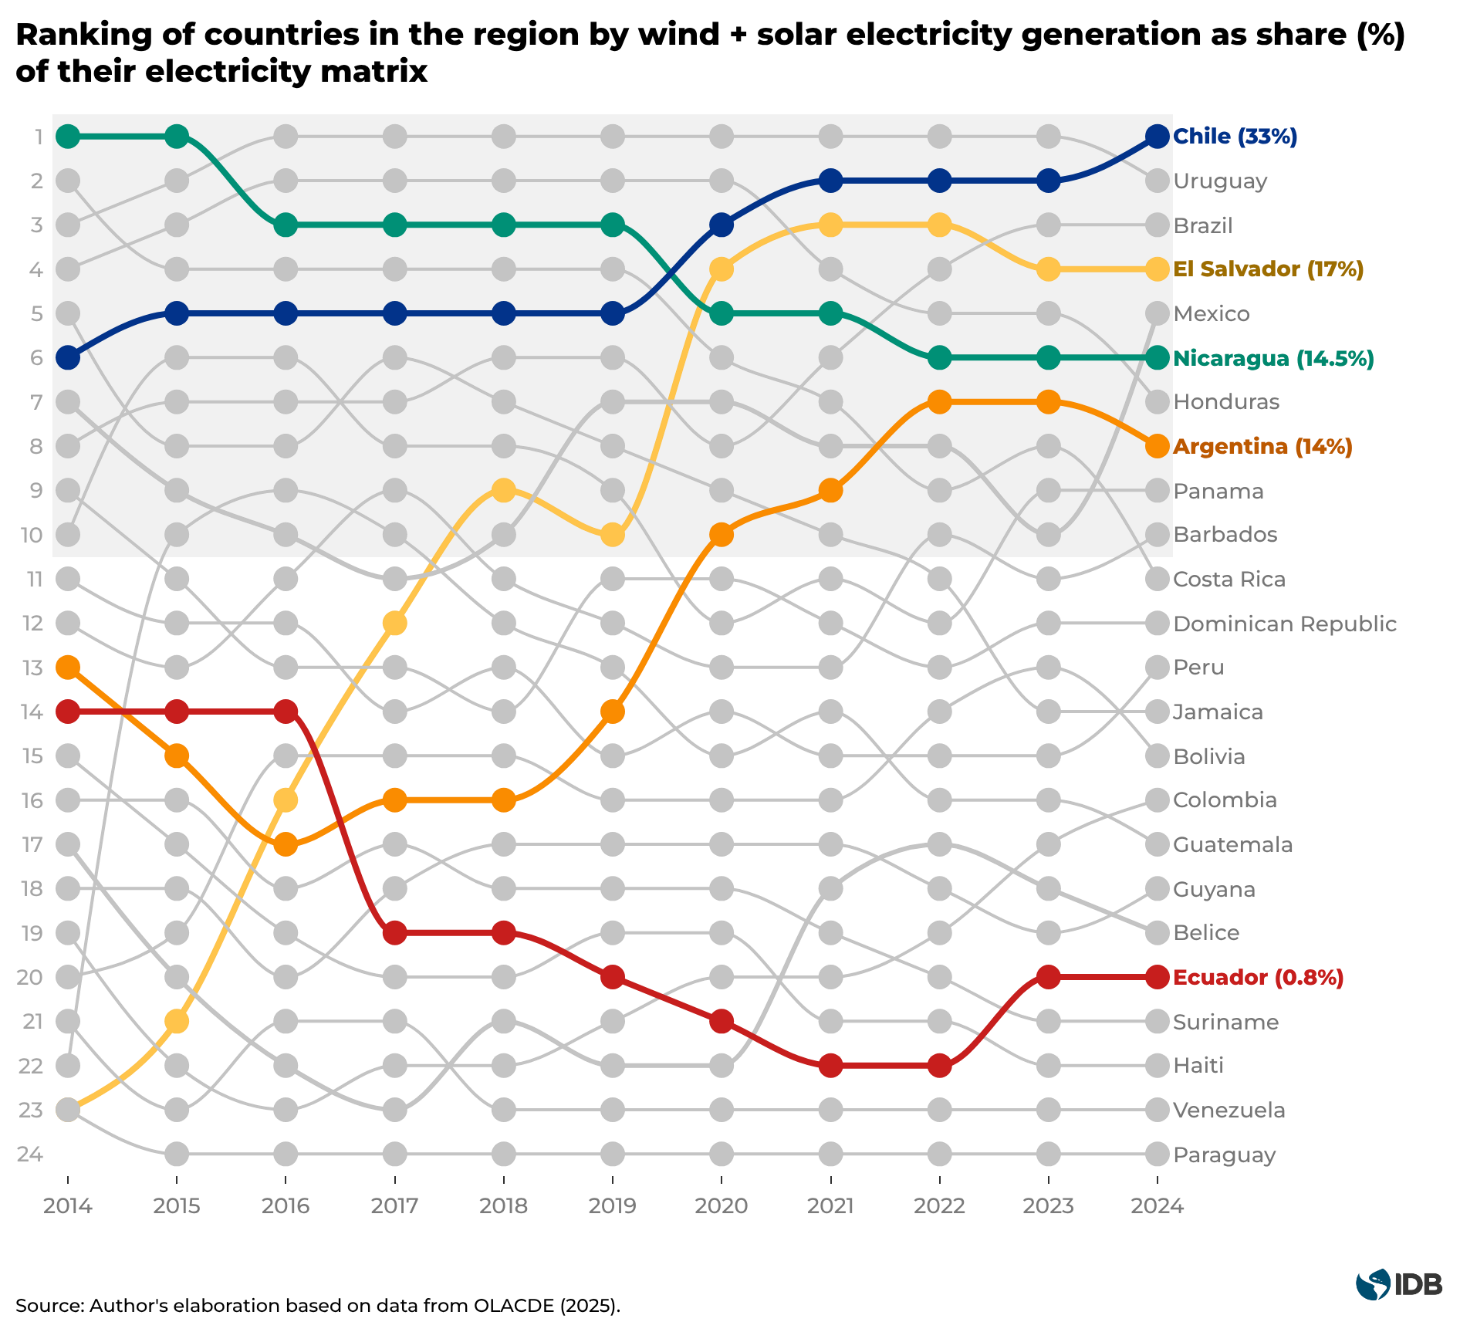 Ranking of countries in the region by wind + solar electricity generation as share (%)
of their electricity matrix
1
2
3
4
5
6
7
8
9
10
11
12
13
14
15
16
17
18
19
20
21
22
23
24
Chile (33%)
Uruguay
Brazil
El Salvador (17%)
Mexico
Nicaragua (14.5%)
Honduras
Argentina (14%)
Panama
Barbados
Costa Rica
Dominican Republic
Peru
Jamaica
Bolivia
Colombia
Guatemala
Guyana
Belice
Ecuador (0.8%)
Suriname
Haiti
Venezuela
Paraguay
2014 2015 2016 2017 2018 2019 2020 2021 2022 2023 2024
IDB
Source: Author's elaboration based on data from OLACDE (2025).